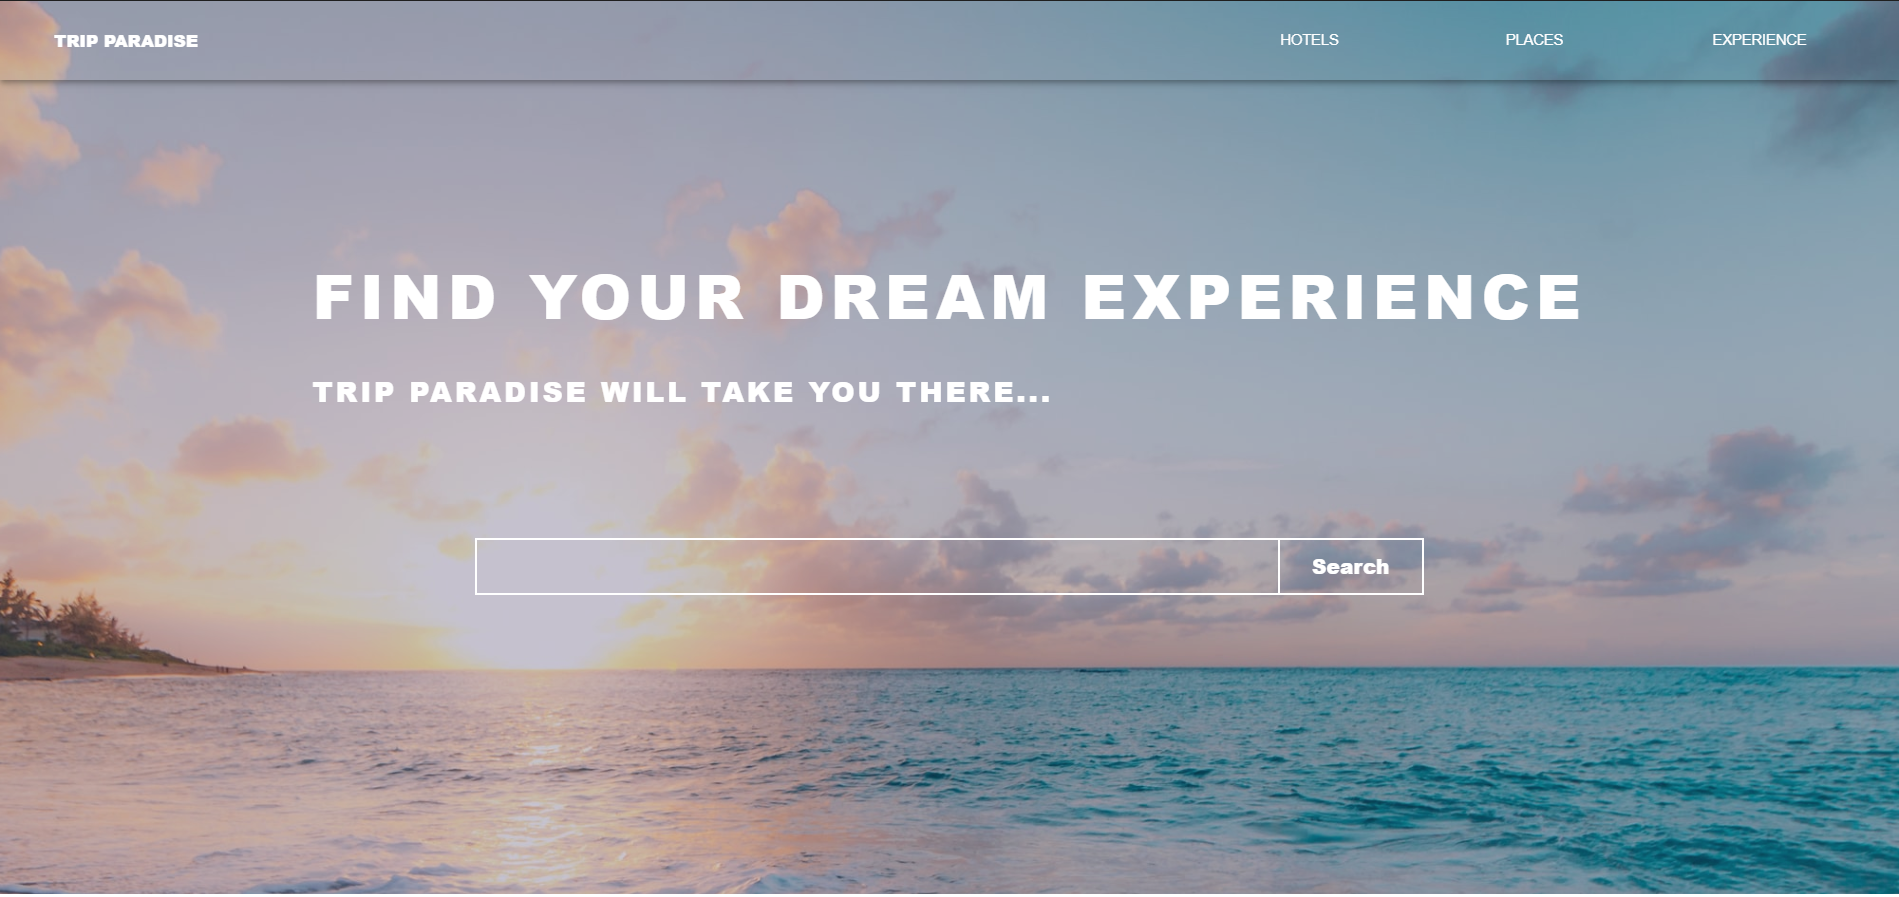 TRIP PARADISE
HOTELS
PLACES
EXPERIENCE
FIND YOUR DREAM EXPERIENCE
TRIP PARADISE WILL TAKE YOU THERE...
Search